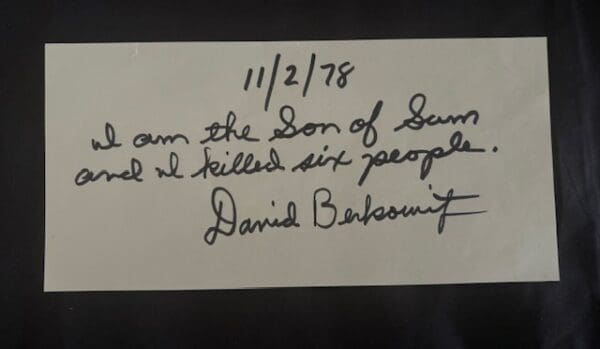 11/2/78
I am the Son of Sam
and I killed six people.
David Berkowitz